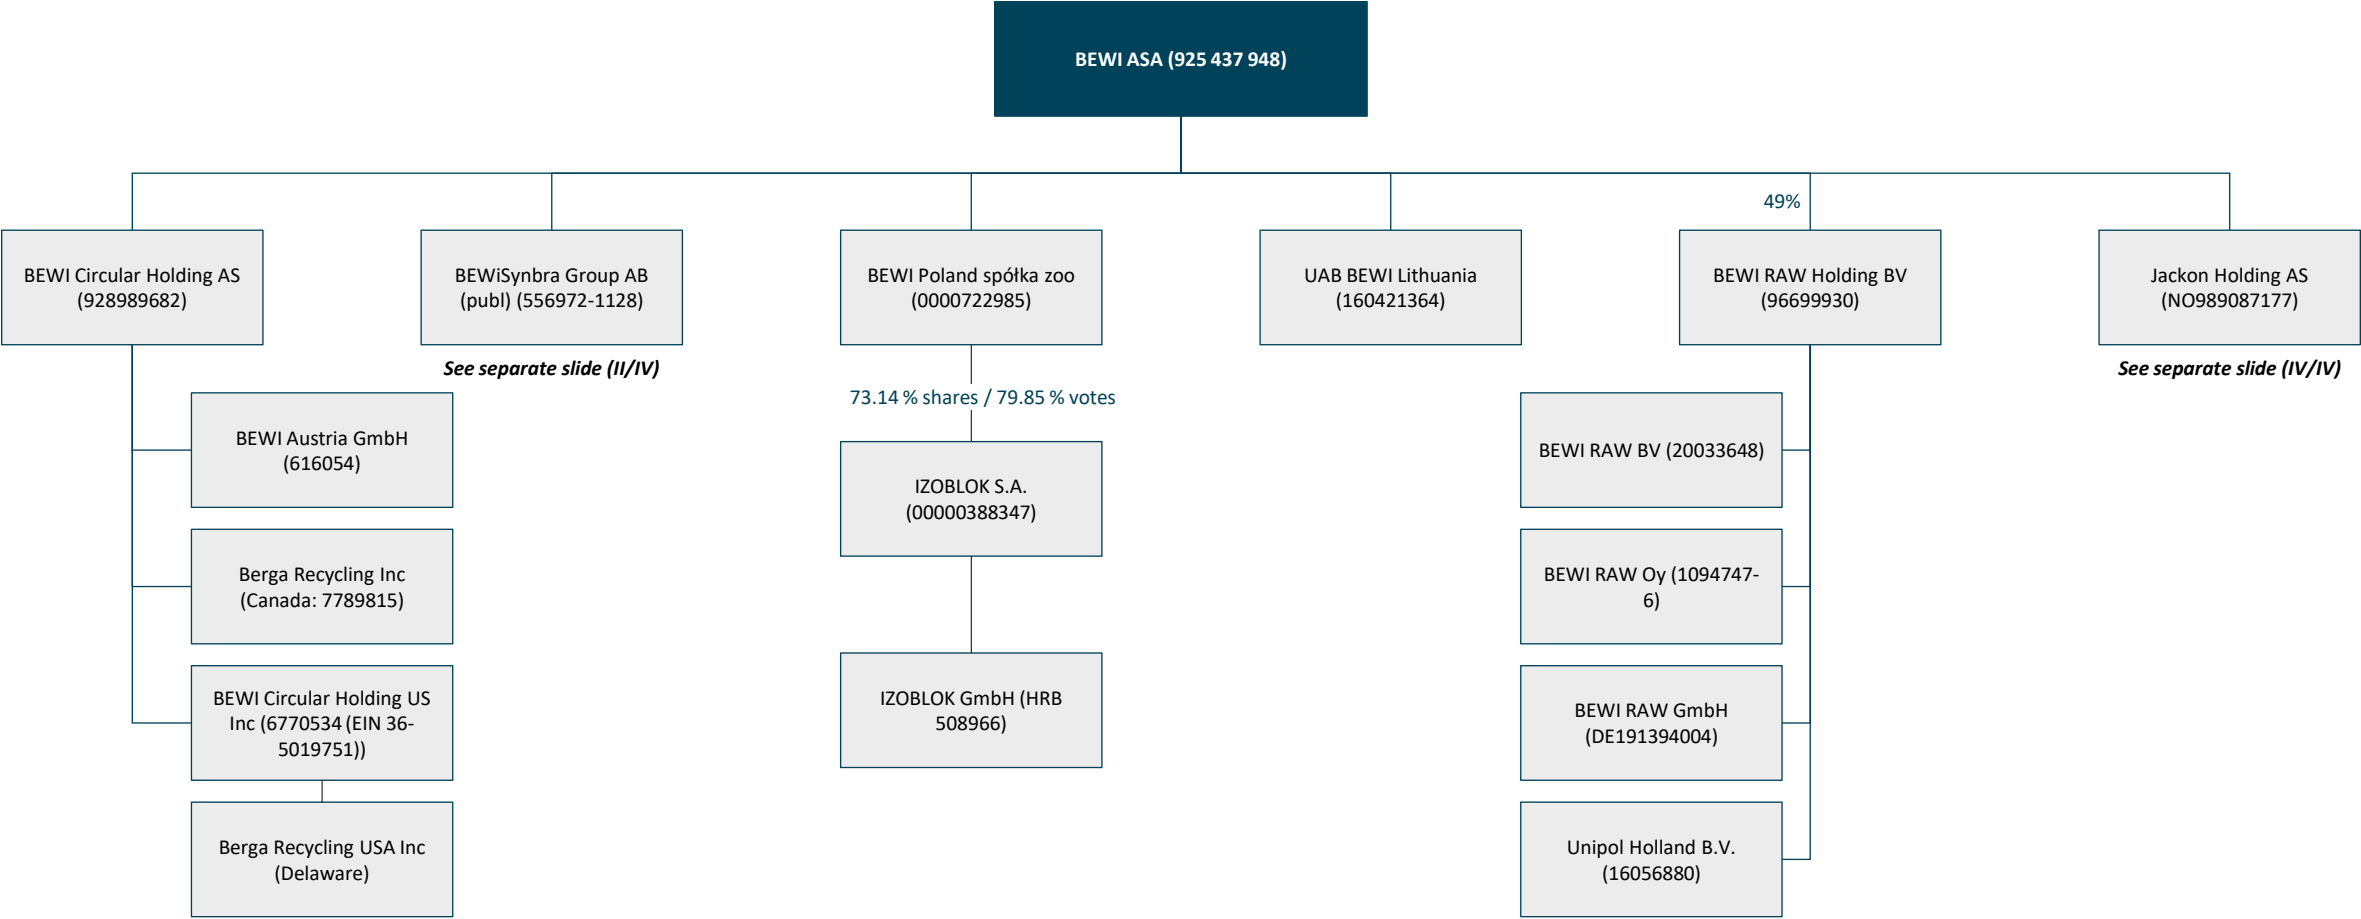 BEWI ASA (925 437 948)
49%
BEWI Circular Holding AS
(928989682)
BEWiSynbra Group AB
(publ) (556972-1128)
BEWI Poland spółka zoo
(0000722985)
UAB BEWI Lithuania
(160421364)
BEWI RAW Holding BV
(96699930)
Jackon Holding AS
(NO989087177)
See separate slide (II/IV)
See separate slide (IV/IV)
73.14 % shares / 79.85 % votes
BEWI Austria GmbH
(616054)
Berga Recycling Inc
(Canada: 7789815)
BEWI Circular Holding US
Inc (6770534 (EIN 36-
5019751))
Berga Recycling USA Inc
(Delaware)
IZOBLOK S.A.
(00000388347)
IZOBLOK GmbH (HRB
508966)
BEWI RAW BV (20033648)
BEWI RAW Oy (1094747-
6)
BEWI RAW GmbH
(DE191394004)
Unipol Holland B.V.
(16056880)